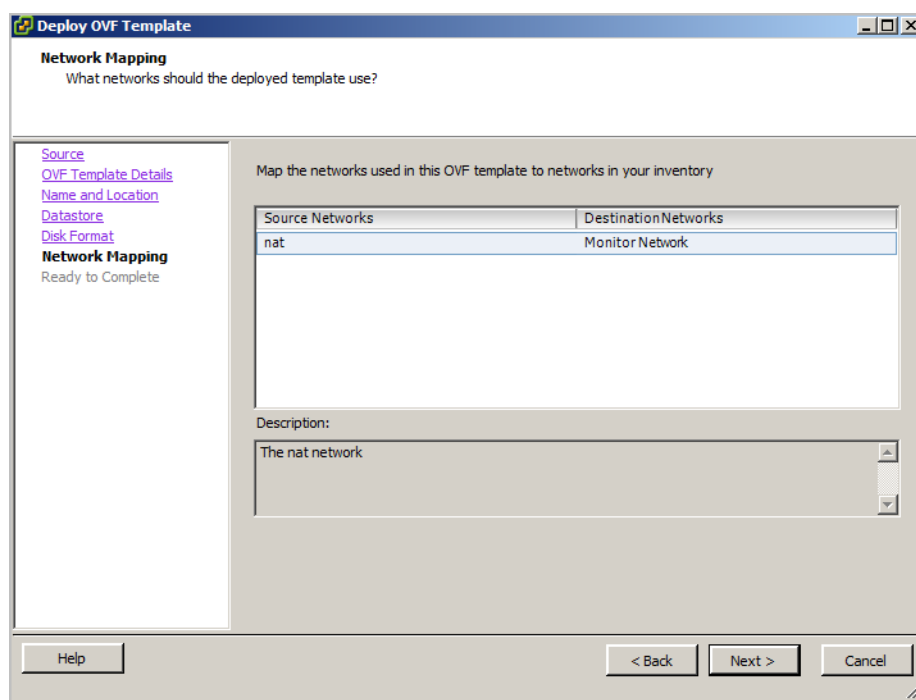 Deploy OVF Template
Network Mapping
What networks should the deployed template use?
Source
OVF Template Details
Name and Location
Datastore
Disk Format
Network Mapping
Ready to Complete
Map the networks used in this OVF template to networks in your inventory
Source Networks DestinationNetworks
nat Monitor Network
Description:
The nat network
Help < Back Next > Cancel